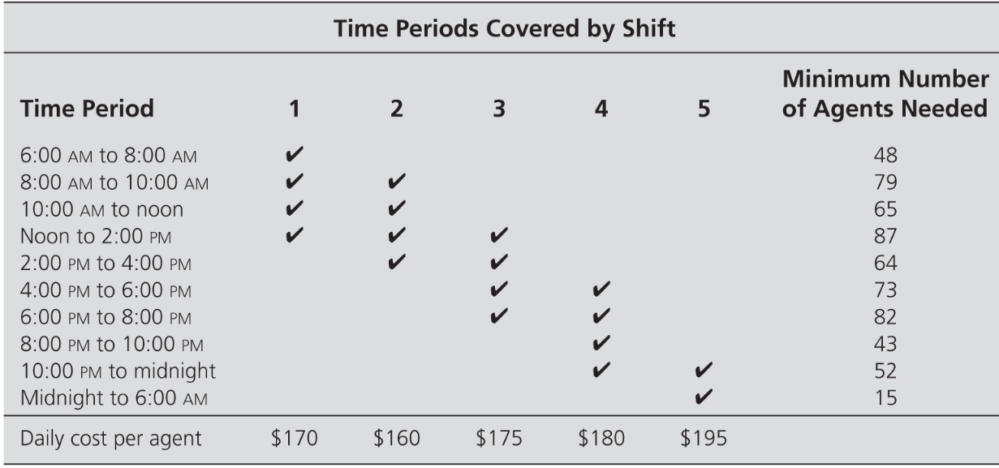 Time Periods Covered by Shift
Minimum Number
Time Period 1 2 3 4 5 of Agents Needed
6:00 AM to 8:00 AM ✔ 48
8:00 AM to 10:00 AM ✔ ✔ 79
10:00 AM to noon ✔ ✔ 65
Noon to 2:00 PM ✔ ✔ ✔ 87
2:00 PM to 4:00 PM ✔ ✔ 64
4:00 PM to 6:00 PM ✔ ✔ 73
6:00 PM to 8:00 PM ✔ ✔ 82
8:00 PM to 10:00 PM ✔ 43
10:00 PM to midnight ✔ ✔ 52
Midnight to 6:00 AM ✔ 15
Daily cost per agent $170 $160 $175 $180 $195